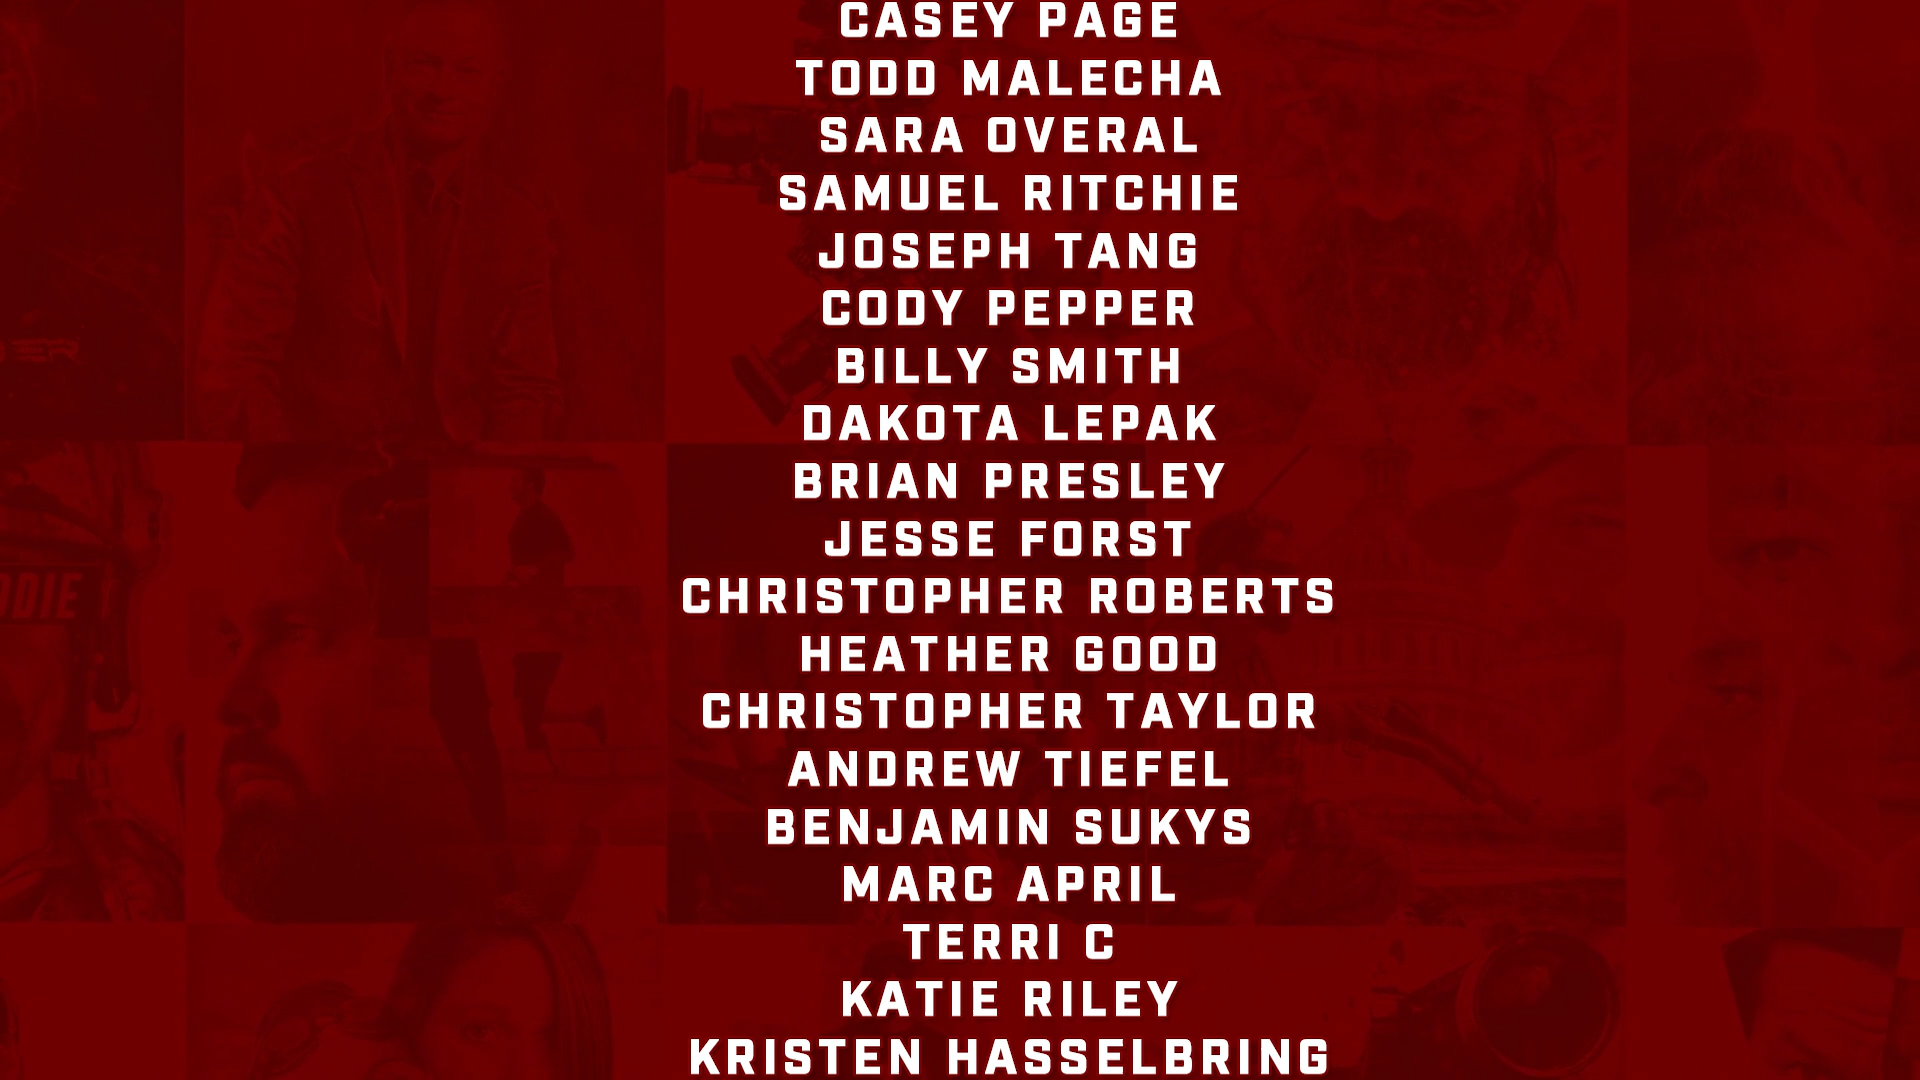 CASEY PAGE
TODD MALECHA
SARA OVERAL
SAMUEL RITCHIE
JOSEPH TANG
CODY PEPPER
BILLY SMITH
DAKOTA LEPAK
BRIAN PRESLEY
JESSE FORST
CHRISTOPHER ROBERTS
HEATHER GOOD
CHRISTOPHER TAYLOR
ANDREW TIEFEL
BENJAMIN SUKYS
MARC APRIL
TERRI C
KATIE RILEY
KRISTEN HASSELBRING